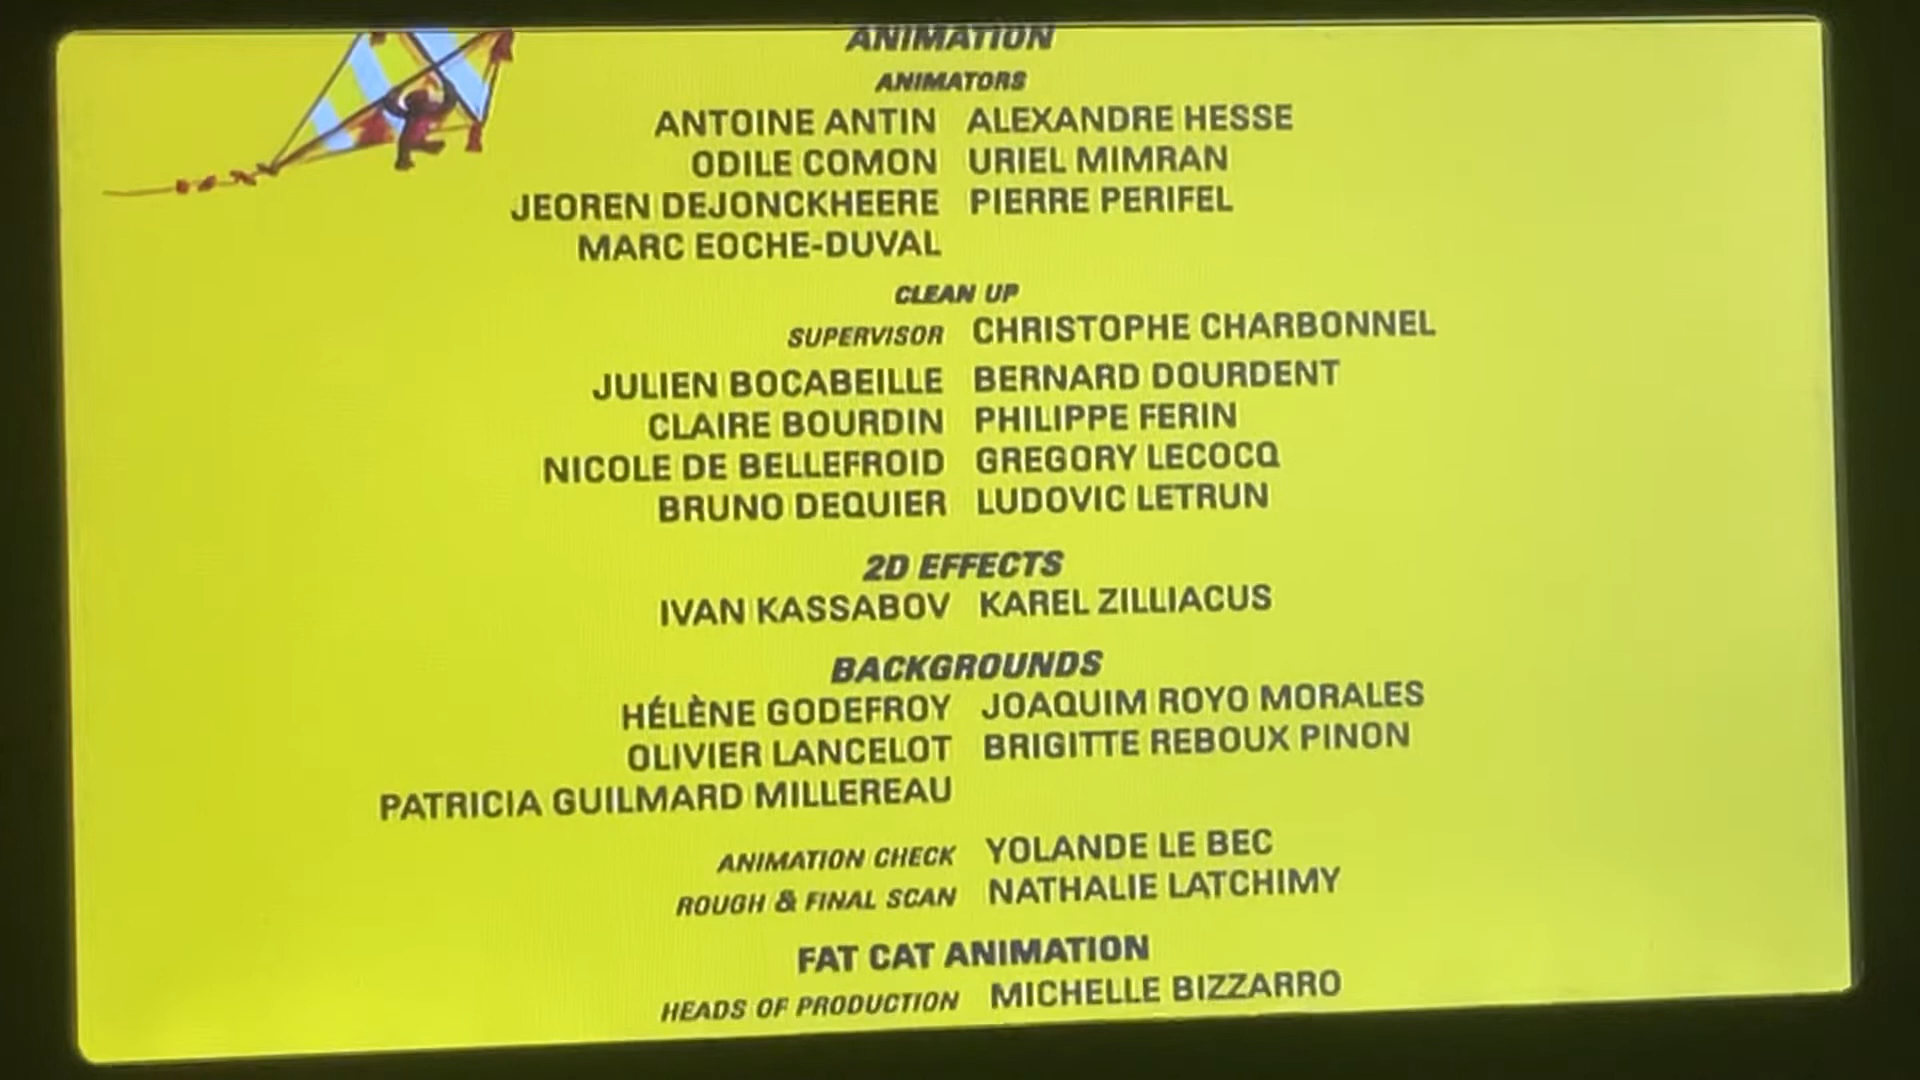 ANIMATION
ANIMATORS
ANTOINE ANTIN ALEXANDRE HESSE
ODILE COMON URIEL MIMRAN
JEOREN DEJONCKHEERE PIERRE PERIFEL
MARC EOCHE-DUVAL
CLEAN UP
SUPERVISOR CHRISTOPHE CHARBONNEL
JULIEN BOCABEILLE BERNARD DOURDENT
CLAIRE BOURDIN PHILIPPE FERIN
NICOLE DE BELLEFROID GREGORY LECOCQ
BRUNO DEQUIER LUDOVIC LETRUN
2D EFFECTS
IVAN KASSABOV KAREL ZILLIACUS
BACKGROUNDS
HÉLÈNE GODEFROY JOAQUIM ROYO MORALES
OLIVIER LANCELOT BRIGITTE REBOUX PINON
PATRICIA GUILMARD MILLEREAU
ANIMATION CHECK YOLANDE LE BEC
ROUGH & FINAL SCAN NATHALIE LATCHIMY
FAT CAT ANIMATION
HEADS OF PRODUCTION MICHELLE BIZZARRO